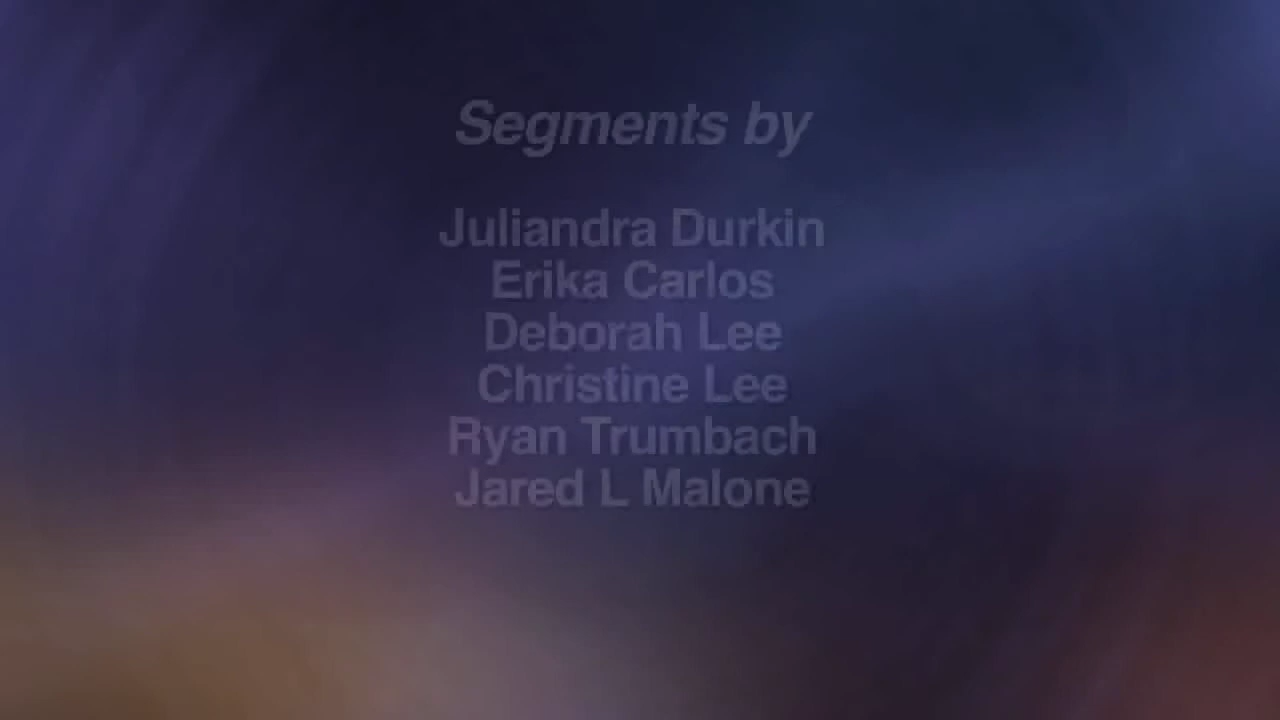 Segments by
Juliandra Durkin
Erika Carlos
Deborah Lee
Christine Lee
Ryan Trumbach
Jared L Malone